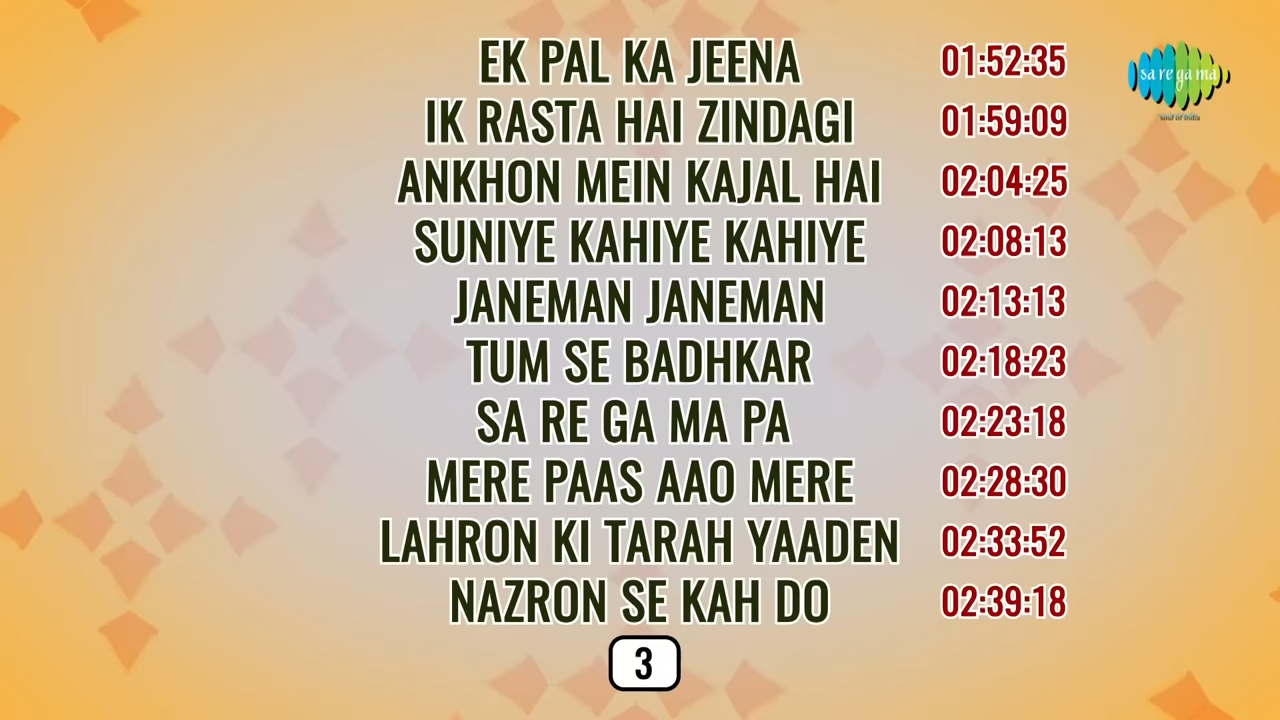 EK PAL KA JEENA 01:52:35
IK RASTA HAI ZINDAGI 01:59:09
ANKHON MEIN KAJAL HAI 02:04:25
SUNIYE KAHIYE KAHIYE 02:08:13
JANEMAN JANEMAN 02:13:13
TUM SE BADHKAR 02:18:23
SA RE GA MA PA 02:23:18
MERE PAAS AAO MERE 02:28:30
LAHRON KI TARAH YAADEN 02:33:52
NAZRON SE KAH DO 02:39:18
3
sa re ga ma
soul of India